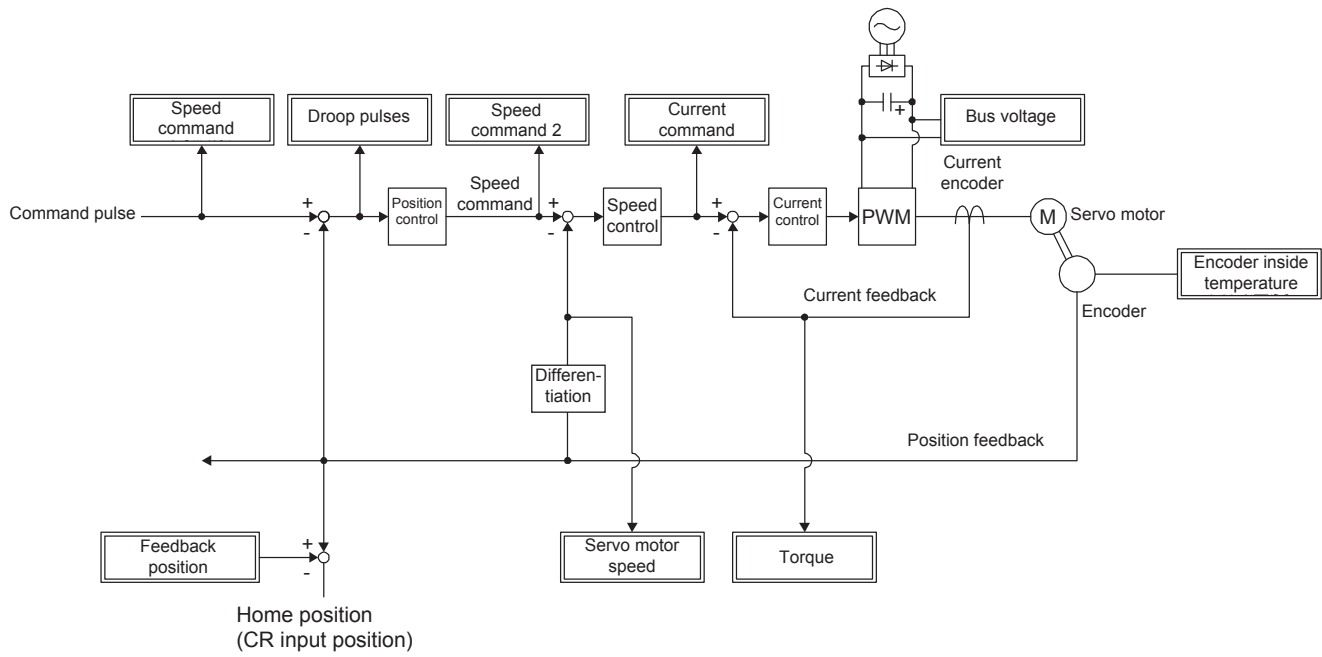 Speed
command
Droop pulses
Speed
command 2
Current
command
Bus voltage
Current
encoder
Command pulse
+
-
Position
control
Speed
command
+
-
Speed
control
+
-
Current
control
PWM
+
M
Servo motor
Encoder inside
temperature
Encoder
Current feedback
Differen-
tiation
Position feedback
Feedback
position
+
-
Servo motor
speed
Torque
Home position
(CR input position)